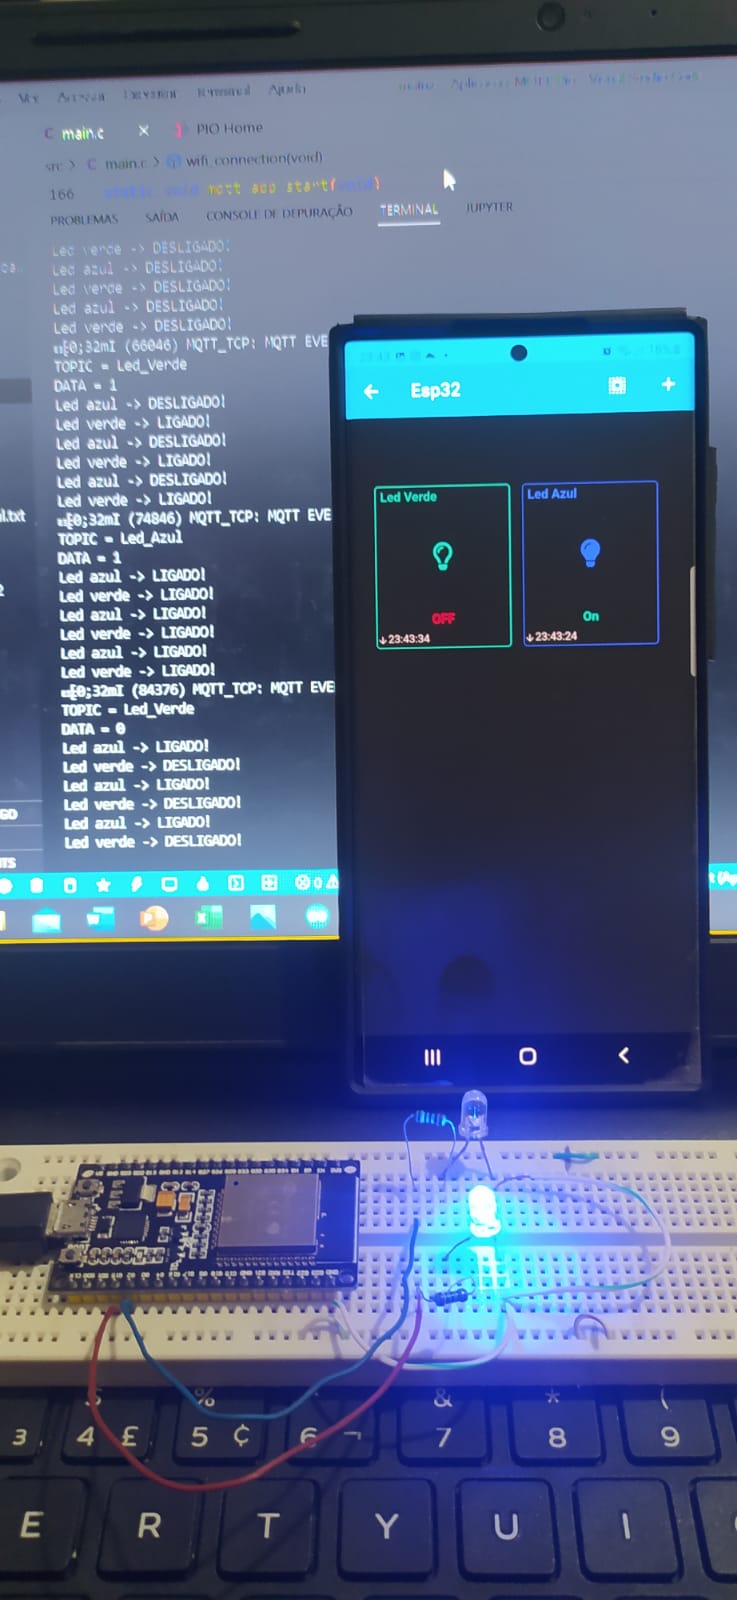 Terminal Ajuda
C main.c × PIO Home
src > C main.c > wifi_connection(void)
166 static void mqtt_app_start(void)
PROBLEMAS SAÍDA CONSOLE DE DEPURAÇÃO TERMINAL JUPYTER
Led verde -> DESLIGADO!
Led azul -> DESLIGADO!
Led verde -> DESLIGADO!
Led azul -> DESLIGADO!
Led verde -> DESLIGADO!
[0;32mI (66046) MQTT_TCP: MQTT EVE
TOPIC = Led_Verde
DATA = 1
Led azul -> DESLIGADO!
Led verde -> LIGADO!
Led azul -> DESLIGADO!
Led verde -> LIGADO!
Led azul -> DESLIGADO!
Led verde -> LIGADO!
[0;32mI (74846) MQTT_TCP: MQTT EVE
TOPIC = Led_Azul
DATA = 1
Led azul -> LIGADO!
Led verde -> LIGADO!
Led azul -> LIGADO!
Led verde -> LIGADO!
Led azul -> LIGADO!
Led verde -> LIGADO!
[0;32mI (84376) MQTT_TCP: MQTT EVE
TOPIC = Led_Verde
DATA = 0
Led azul -> LIGADO!
Led verde -> DESLIGADO!
Led azul -> LIGADO!
Led verde -> DESLIGADO!
Led azul -> LIGADO!
Led verde -> DESLIGADO!
l.txt
GO
ITS
23:43
Esp32
Led Verde
OFF
23:43:34
Led Azul
On
23:43:24
$ % & * (
3 4 £ 5 ¢ 6 ¬ 7 8 9
E R T Y U I